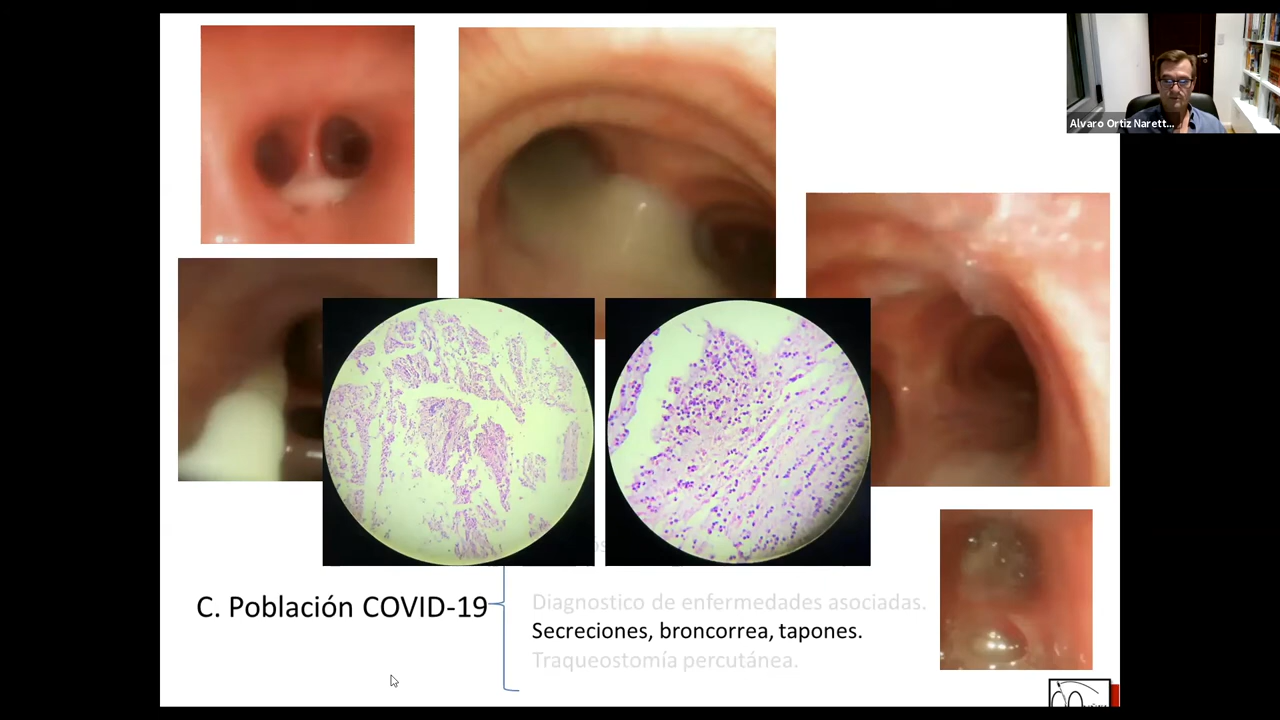 Alvaro Ortiz Narett...
C. Población COVID-19
Diagnostico de enfermedades asociadas.
Secreciones, broncorrea, tapones.
Traqueostomía percutánea.